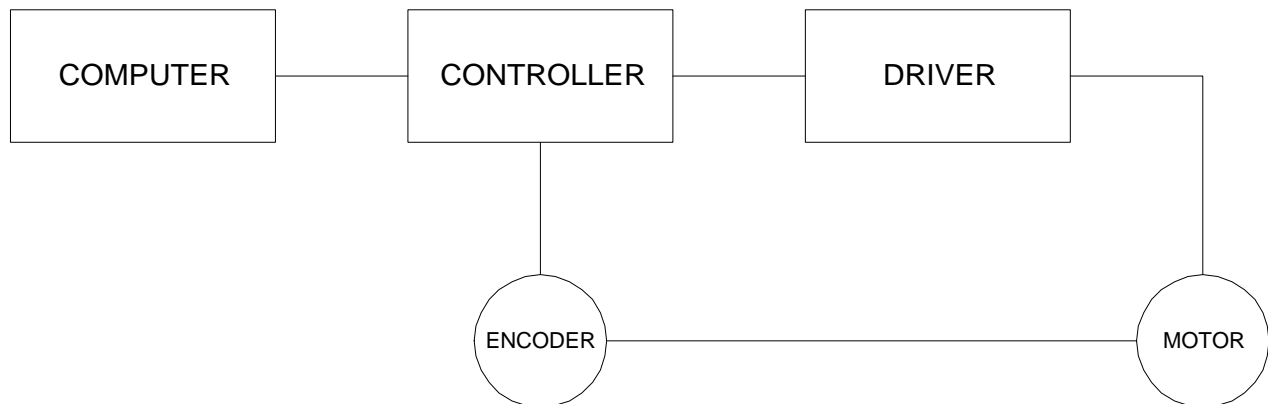 COMPUTER
CONTROLLER
DRIVER
ENCODER
MOTOR